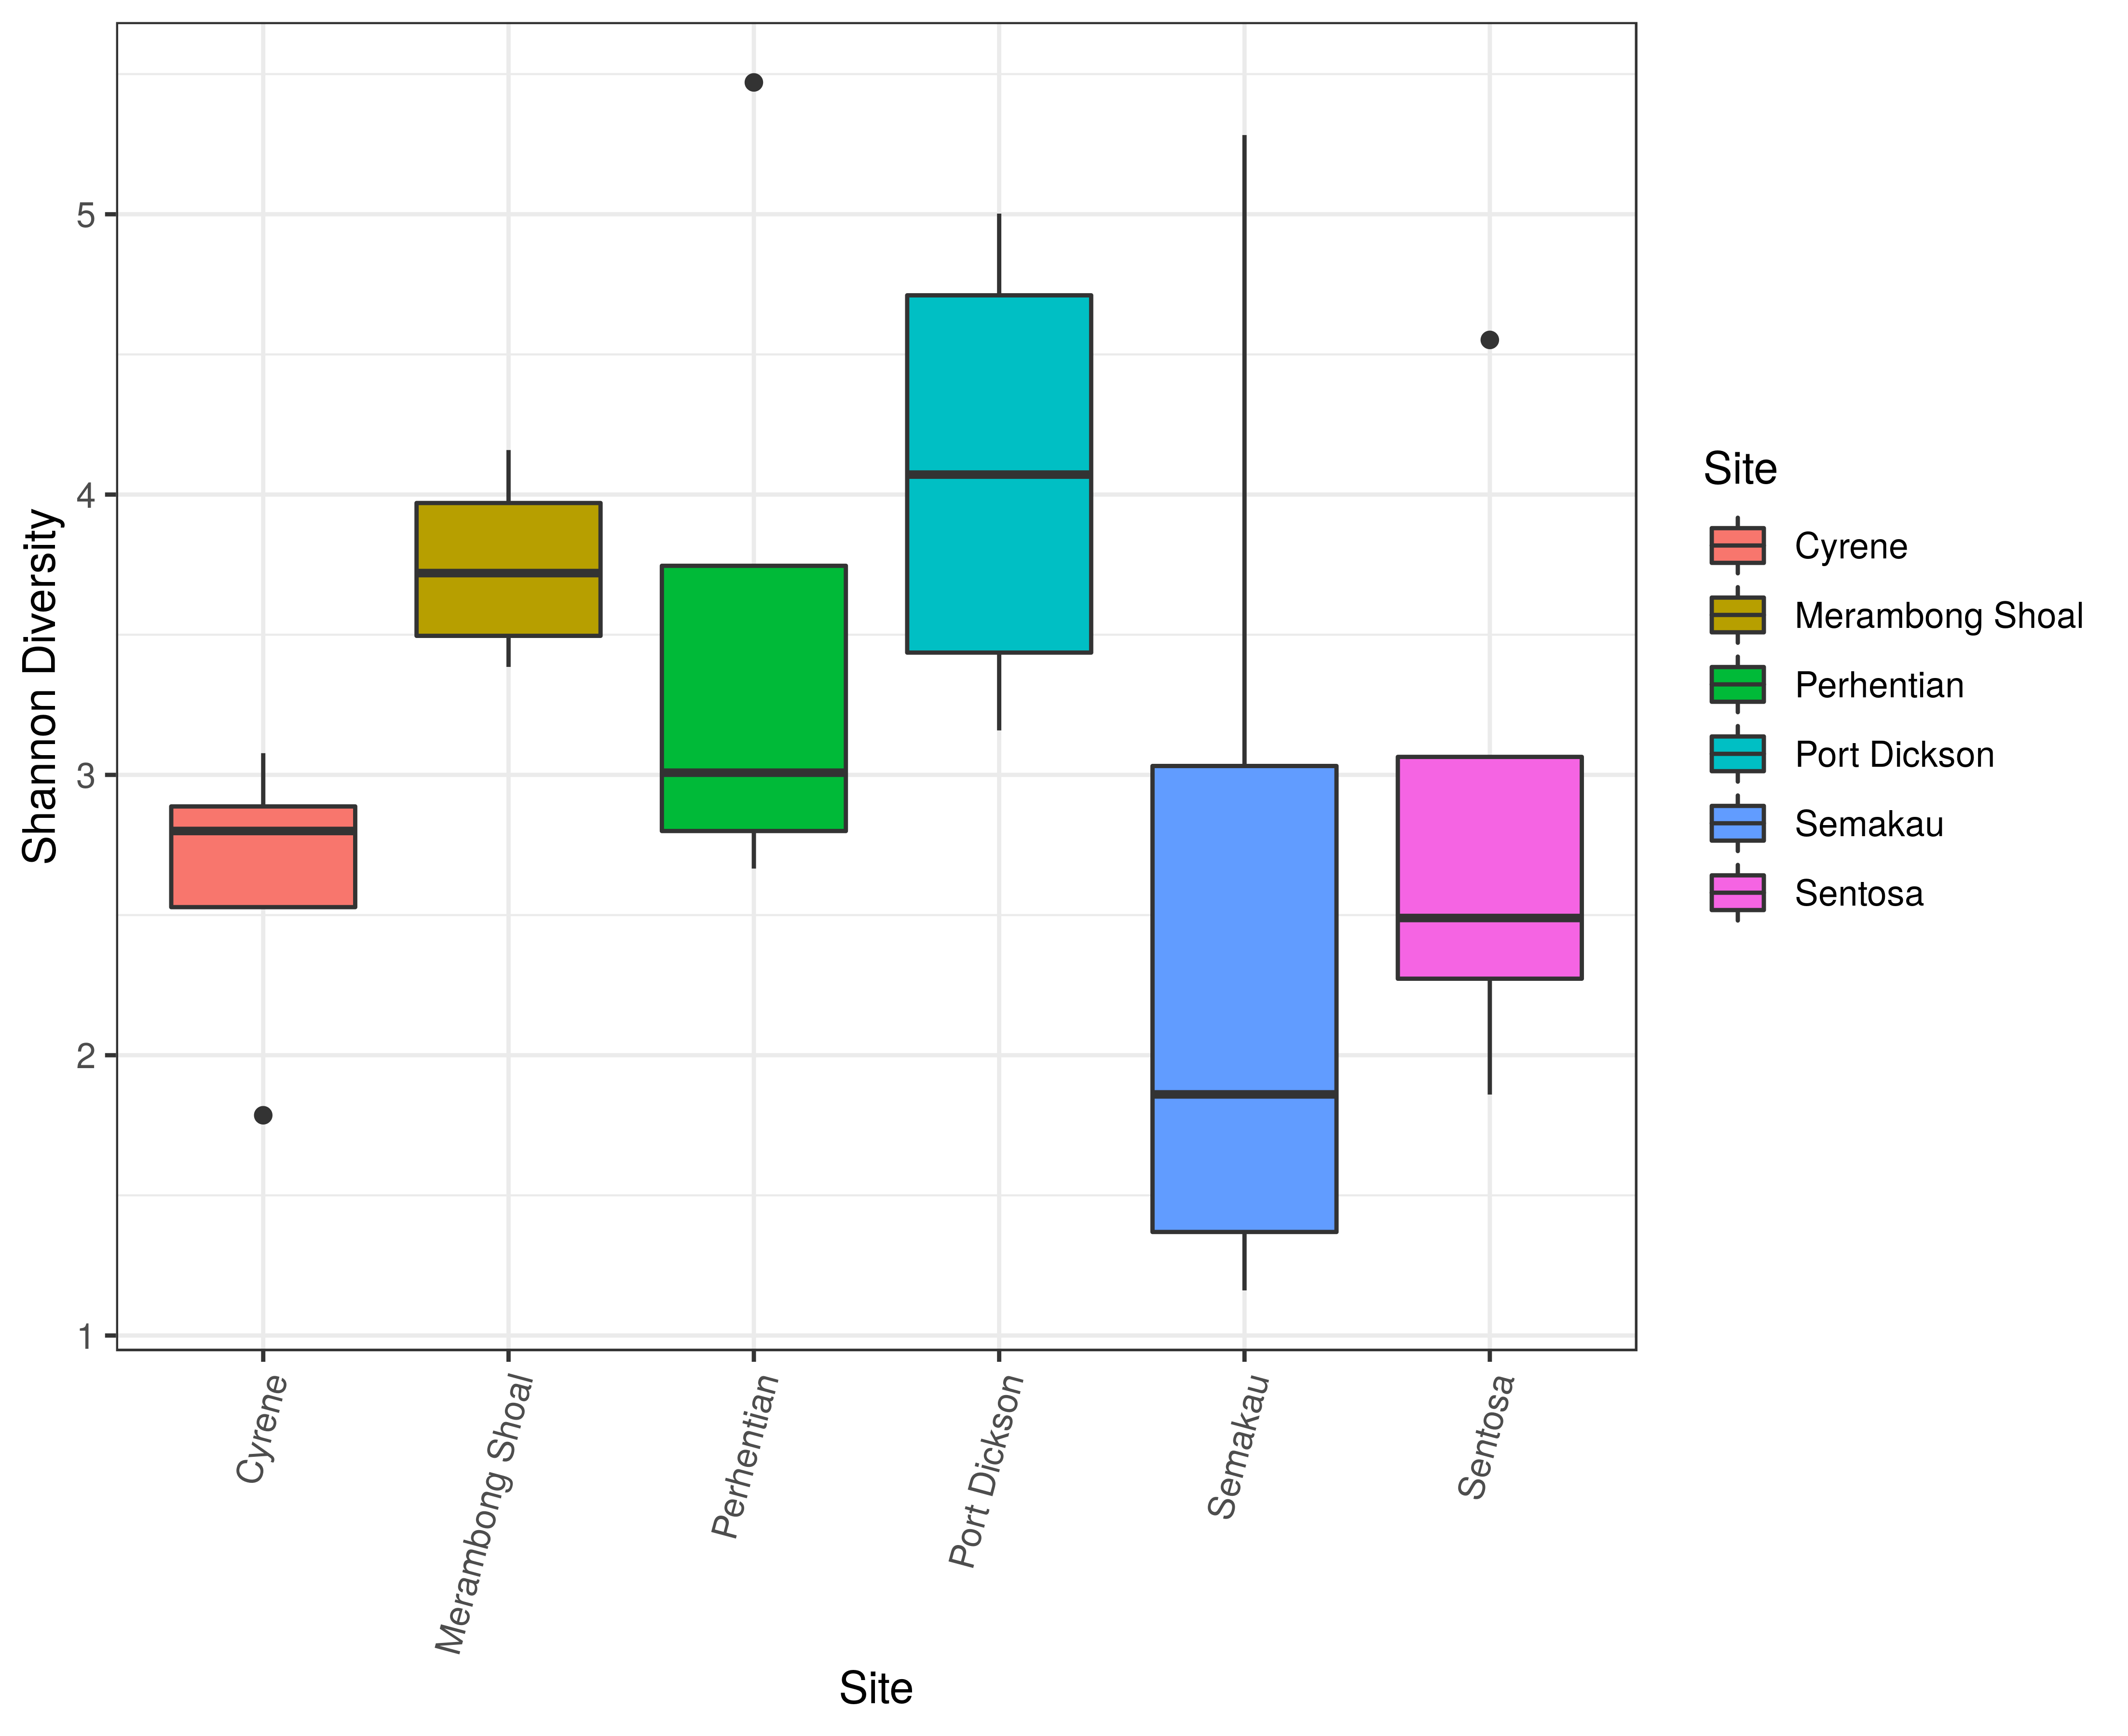 Shannon Diversity
5
4
3
2
1
Cyrene
Merambong Shoal
Perhentian
Port Dickson
Semakau
Sentosa
Site
Site
Cyrene
Merambong Shoal
Perhentian
Port Dickson
Semakau
Sentosa